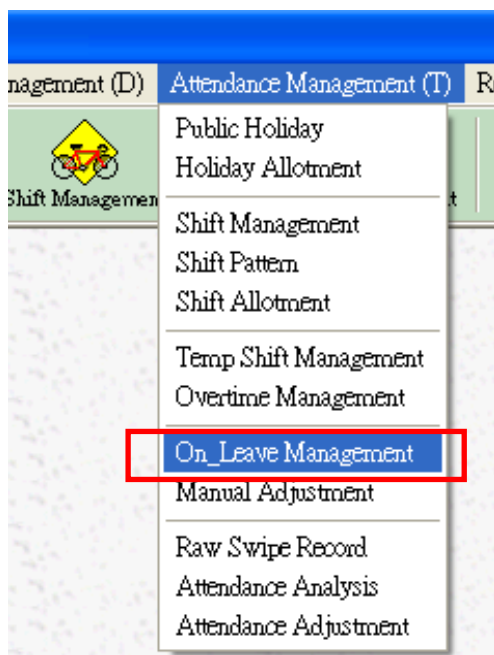 nagement (D) Attendance Management (T) R
Shift Managemen t
Public Holiday
Holiday Allotment
Shift Management
Shift Pattern
Shift Allotment
Temp Shift Management
Overtime Management
On_Leave Management
Manual Adjustment
Raw Swipe Record
Attendance Analysis
Attendance Adjustment